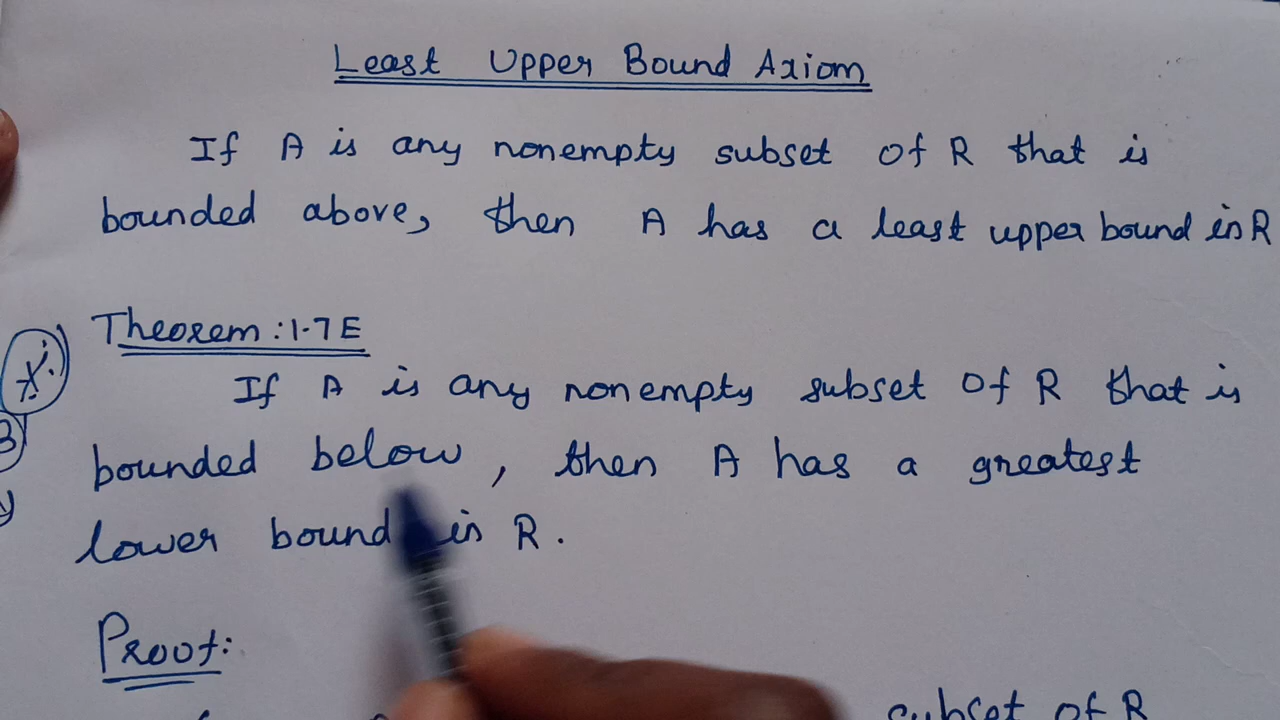 Least Upper Bound Axiom
If A is any nonempty subset of R that is
bounded above, then A has a least upper bound in R
Theorem:1.7E
If A is any nonempty subset of R that is
bounded below, then A has a greatest
lower bound in R.
Proof:
subset of R